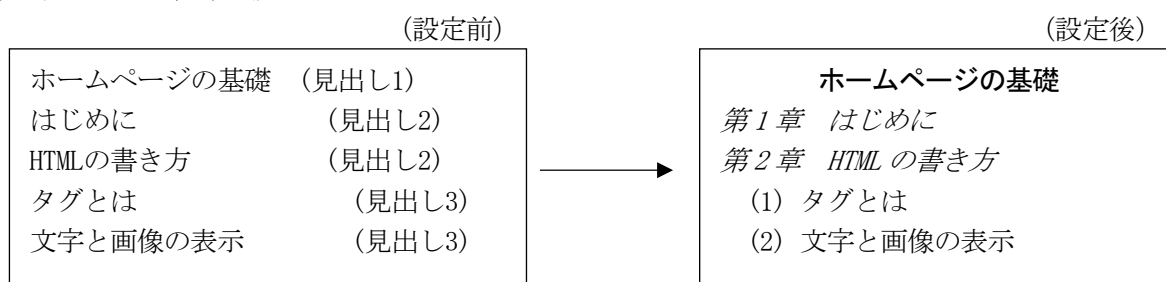 (設定前)
ホームページの基礎 (見出し1)
はじめに (見出し2)
HTMLの書き方 (見出し2)
タグとは (見出し3)
文字と画像の表示 (見出し3)
(設定後)
ホームページの基礎
第1章 はじめに
第2章 HTMLの書き方
(1) タグとは
(2) 文字と画像の表示